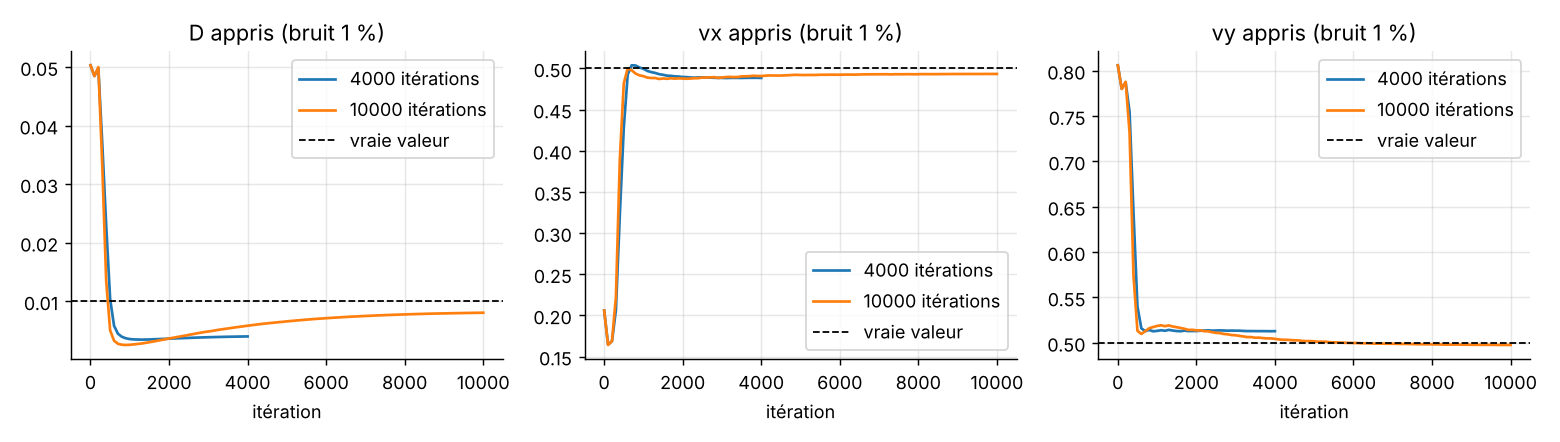 D appris (bruit 1 %)
0.05
0.04
0.03
0.02
0.01
4000 itérations
10000 itérations
vraie valeur
0 2000 4000 6000 8000 10000
itération
vx appris (bruit 1 %)
0.50
0.45
0.40
0.35
0.30
0.25
0.20
0.15
4000 itérations
10000 itérations
vraie valeur
0 2000 4000 6000 8000 10000
itération
vy appris (bruit 1 %)
0.80
0.75
0.70
0.65
0.60
0.55
0.50
4000 itérations
10000 itérations
vraie valeur
0 2000 4000 6000 8000 10000
itération